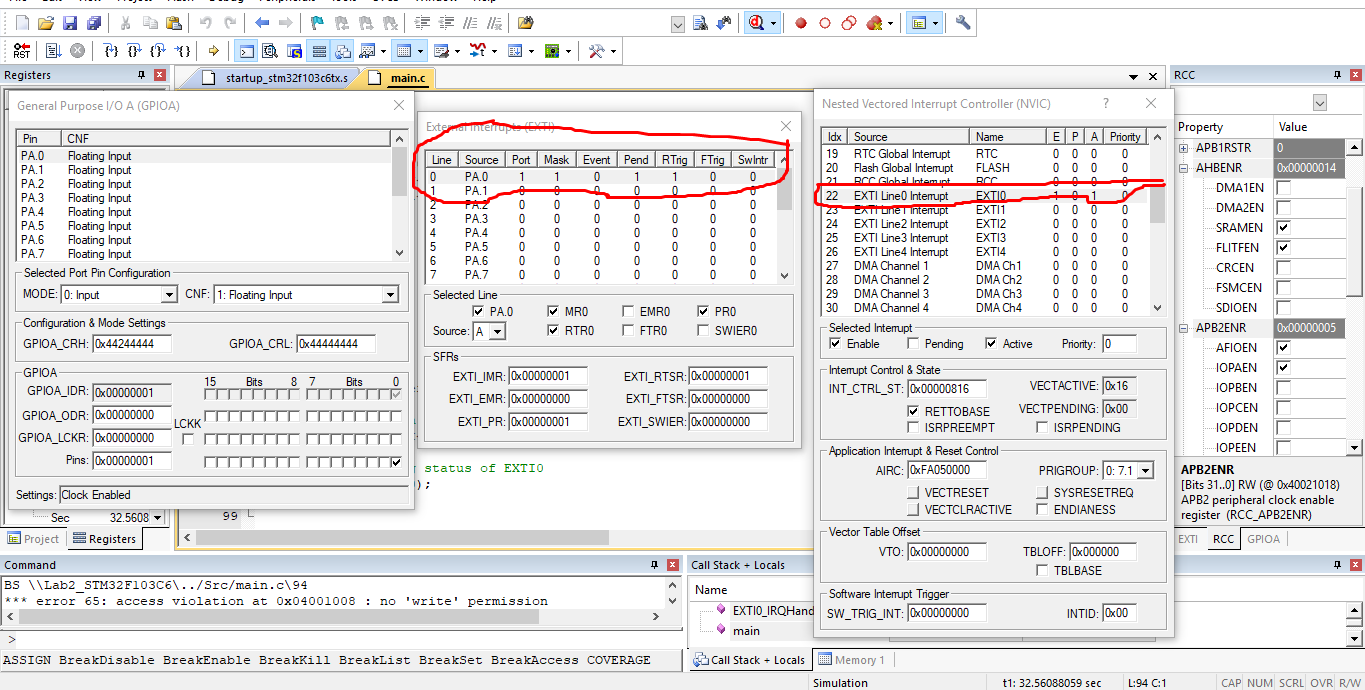 Registers
startup_stm32f103c6tx.s
main.c
RCC
General Purpose I/O A (GPIOA)
Pin CNF
PA.0 Floating Input
PA.1 Floating Input
PA.2 Floating Input
PA.3 Floating Input
PA.4 Floating Input
PA.5 Floating Input
PA.6 Floating Input
PA.7 Floating Input
Selected Port Pin Configuration
MODE: 0: Input CNF: 1: Floating Input
Configuration & Mode Settings
GPIOA_CRH: 0x44244444 GPIOA_CRL: 0x44444444
GPIOA
15 Bits 8 7 Bits 0
GPIOA_IDR: 0x00000001
GPIOA_ODR: 0x00000000
LCKK
GPIOA_LCKR: 0x00000000
Pins: 0x00000001
Settings: Clock Enabled
Sec 32.5608
Project Registers
External Interrupts (EXTI)
Line Source Port Mask Event Pend RTrig FTrig SwIntr
0 PA.0 1 1 0 1 1 0 0
1 PA.1 0 0 0 0 0 0 0
2 PA.2 0 0 0 0 0 0 0
3 PA.3 0 0 0 0 0 0 0
4 PA.4 0 0 0 0 0 0 0
5 PA.5 0 0 0 0 0 0 0
6 PA.6 0 0 0 0 0 0 0
7 PA.7 0 0 0 0 0 0 0
Selected Line
PA.0 MR0 EMR0 PR0
Source: A RTR0 FTR0 SWIER0
SFRs
EXTI_IMR: 0x00000001 EXTI_RTSR: 0x00000001
EXTI_EMR: 0x00000000 EXTI_FTSR: 0x00000000
EXTI_PR: 0x00000001 EXTI_SWIER: 0x00000000
status of EXTI0
);
99
Nested Vectored Interrupt Controller (NVIC) ?
Idx Source Name E P A Priority
19 RTC Global Interrupt RTC 0 0 0 0
20 Flash Global Interrupt FLASH 0 0 0 0
21 RCC Global Interrupt RCC 0 0 0 0
22 EXTI Line0 Interrupt EXTI0 1 0 1 0
23 EXTI Line1 Interrupt EXTI1 0 0 0 0
24 EXTI Line2 Interrupt EXTI2 0 0 0 0
25 EXTI Line3 Interrupt EXTI3 0 0 0 0
26 EXTI Line4 Interrupt EXTI4 0 0 0 0
27 DMA Channel 1 DMA Ch1 0 0 0 0
28 DMA Channel 2 DMA Ch2 0 0 0 0
29 DMA Channel 3 DMA Ch3 0 0 0 0
30 DMA Channel 4 DMA Ch4 0 0 0 0
Selected Interrupt
Enable Pending Active Priority: 0
Interrupt Control & State
INT_CTRL_ST: 0x00000816 VECTACTIVE: 0x16
RETTOBASE VECTPENDING: 0x00
ISRPREEMPT ISRPENDING
Application Interrupt & Reset Control
AIRC: 0xFA050000 PRIGROUP: 0: 7.1
VECTRESET SYSRESETREQ
VECTCLRACTIVE ENDIANESS
Vector Table Offset
VTO: 0x00000000 TBLOFF: 0x000000
TBLBASE
Software Interrupt Trigger
SW_TRIG_INT: 0x00000000 INTID: 0x00
Property Value
APB1RSTR 0
AHBENR 0x00000014
DMA1EN
DMA2EN
SRAMEN
FLITFEN
CRCEN
FSMCEN
SDIOEN
APB2ENR 0x00000005
AFIOEN
IOPAEN
IOPBEN
IOPCEN
IOPDEN
IOPEEN
APB2ENR
[Bits 31..0] RW (@ 0x40021018)
APB2 peripheral clock enable
register (RCC_APB2ENR)
EXTI RCC GPIOA
Command
BS \\Lab2_STM32F103C6\../Src/main.c\94
*** error 65: access violation at 0x04001008 : no 'write' permission
>
ASSIGN BreakDisable BreakEnable BreakKill BreakList BreakSet BreakAccess COVERAGE
Call Stack + Locals
Name
EXTI0_IRQHand
main
Call Stack + Locals Memory 1
Simulation t1: 32.56088059 sec L:94 C:1 CAP NUM SCRL OVR R/W